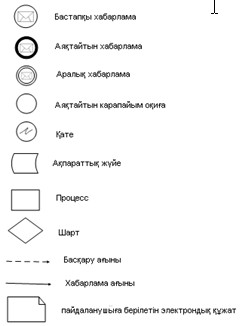 Бастапқы хабарлама
Аяқтайтын хабарлама
Аралық хабарлама
Аяқтайтын қарапайым оқиға
Қате
Ақпараттық жүйе
Процесс
Шарт
Басқару ағыны
Хабарлама ағыны
пайдаланушыға берілетін электрондық құжат